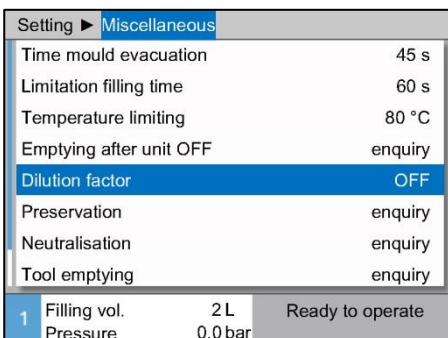 Setting ► Miscellaneous
Time mould evacuation 45 s
Limitation filling time 60 s
Temperature limiting 80 °C
Emptying after unit OFF enquiry
Dilution factor OFF
Preservation enquiry
Neutralisation enquiry
Tool emptying enquiry
1 Filling vol. 2 L Ready to operate
Pressure 0.0 bar